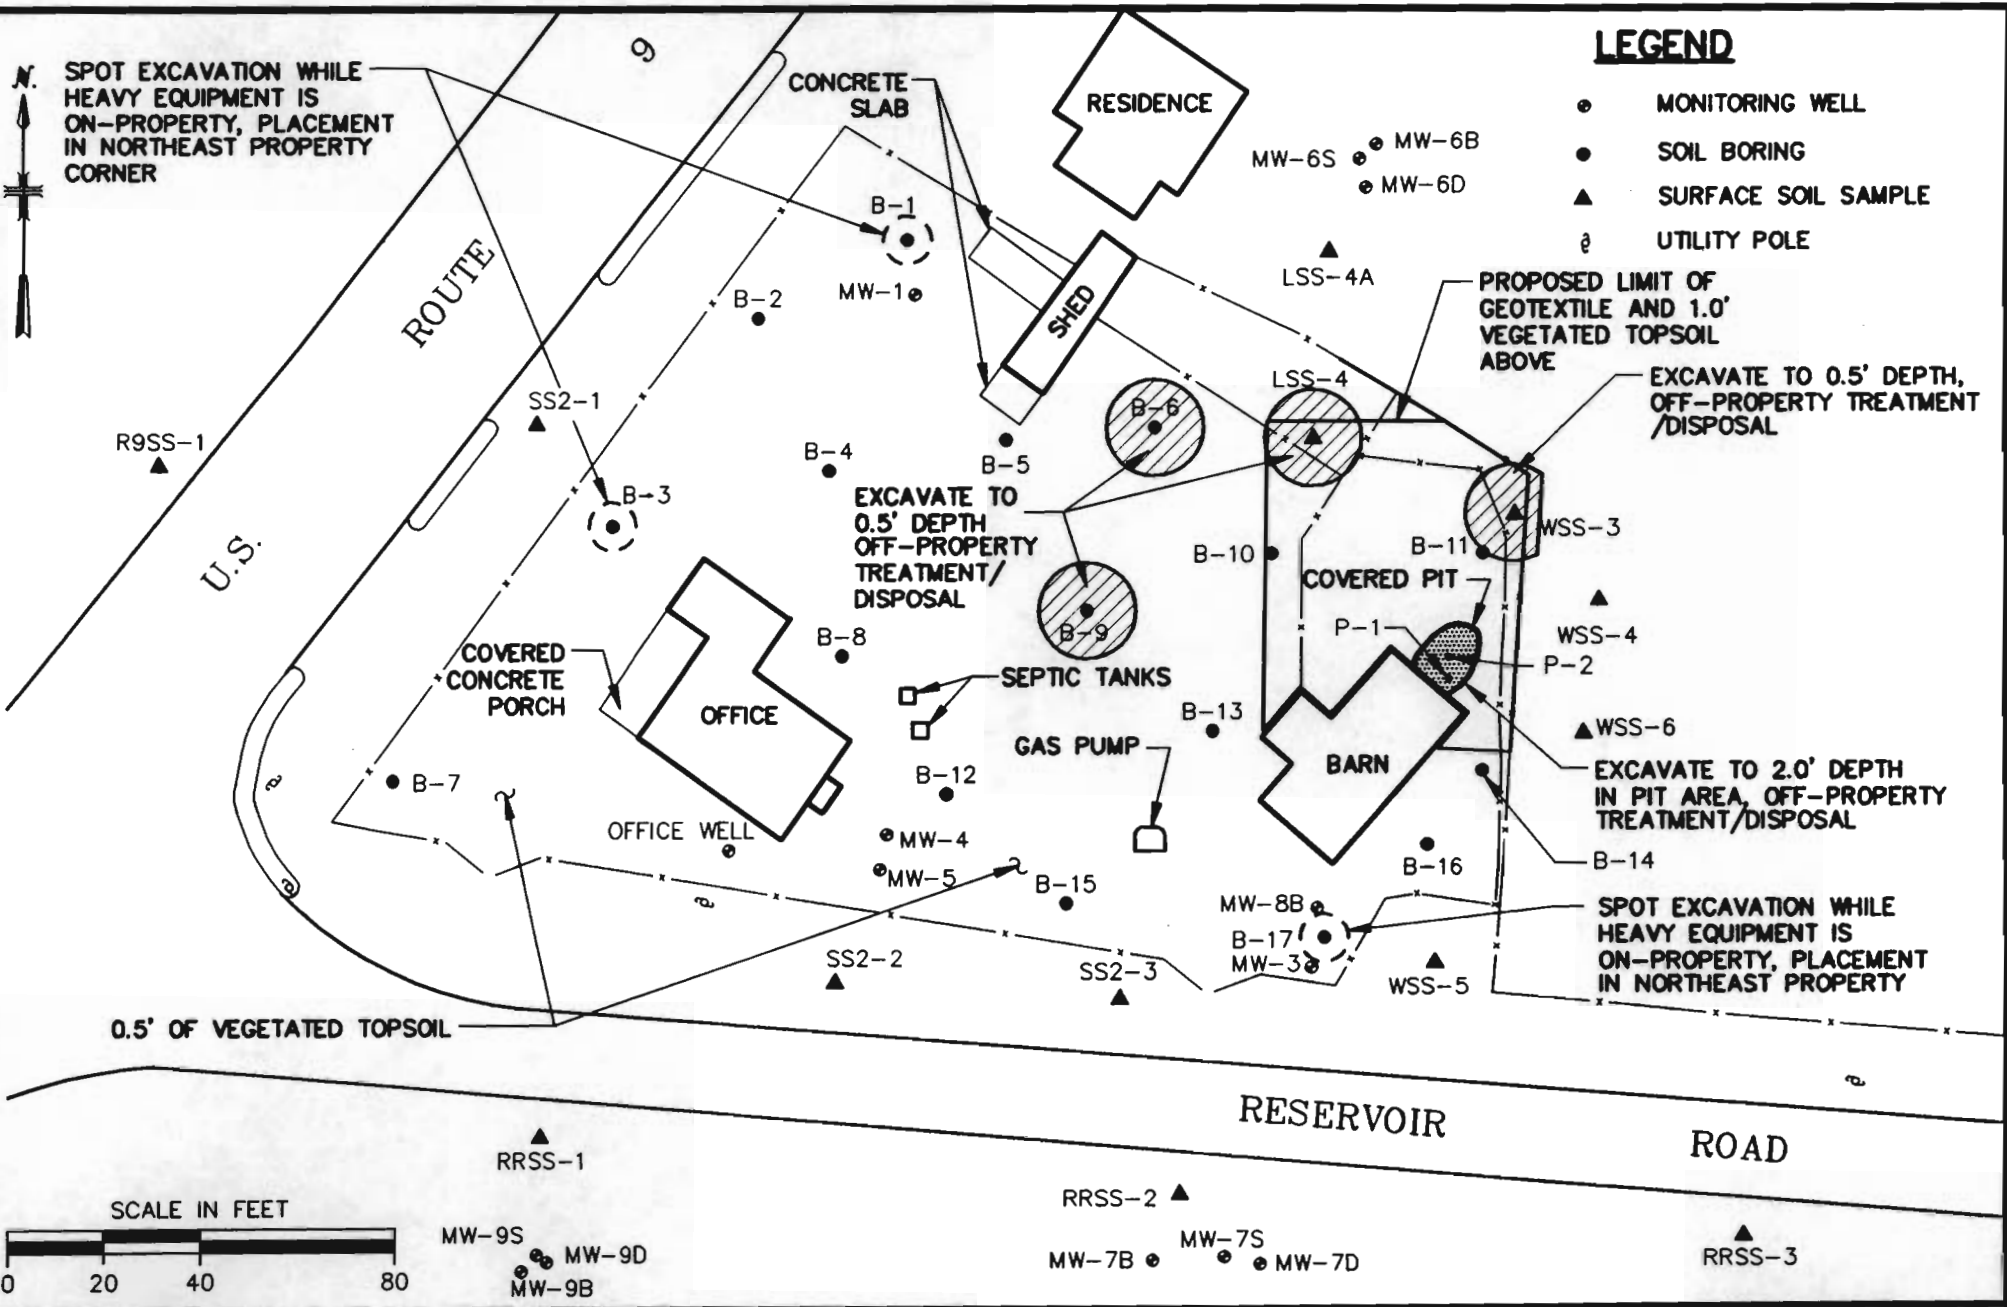 SPOT EXCAVATION WHILE
HEAVY EQUIPMENT IS
ON-PROPERTY, PLACEMENT
IN NORTHEAST PROPERTY
CORNER
N.
9
ROUTE
U.S.
CONCRETE
SLAB
RESIDENCE
LEGEND
MONITORING WELL
SOIL BORING
SURFACE SOIL SAMPLE
UTILITY POLE
MW-6B
MW-6S
MW-6D
LSS-4A
B-1
MW-1
B-2
SHED
PROPOSED LIMIT OF
GEOTEXTILE AND 1.0'
VEGETATED TOPSOIL
ABOVE
EXCAVATE TO 0.5' DEPTH,
OFF-PROPERTY TREATMENT
/DISPOSAL
LSS-4
B-6
SS2-1
R9SS-1
B-4
B-5
B-3
EXCAVATE TO
0.5' DEPTH
OFF-PROPERTY
TREATMENT/
DISPOSAL
WSS-3
B-10
B-11
COVERED PIT
P-1
P-2
WSS-4
B-9
B-8
COVERED
CONCRETE
PORCH
OFFICE
SEPTIC TANKS
B-13
GAS PUMP
BARN
WSS-6
EXCAVATE TO 2.0' DEPTH
IN PIT AREA, OFF-PROPERTY
TREATMENT/DISPOSAL
B-7
B-12
OFFICE WELL
MW-4
MW-5
B-15
B-16
B-14
MW-8B
B-17
MW-3
SPOT EXCAVATION WHILE
HEAVY EQUIPMENT IS
ON-PROPERTY, PLACEMENT
IN NORTHEAST PROPERTY
SS2-2
SS2-3
WSS-5
0.5' OF VEGETATED TOPSOIL
RESERVOIR ROAD
RRSS-1
RRSS-2
RRSS-3
SCALE IN FEET
0 20 40 80
MW-9S
MW-9D
MW-9B
MW-7S
MW-7B
MW-7D